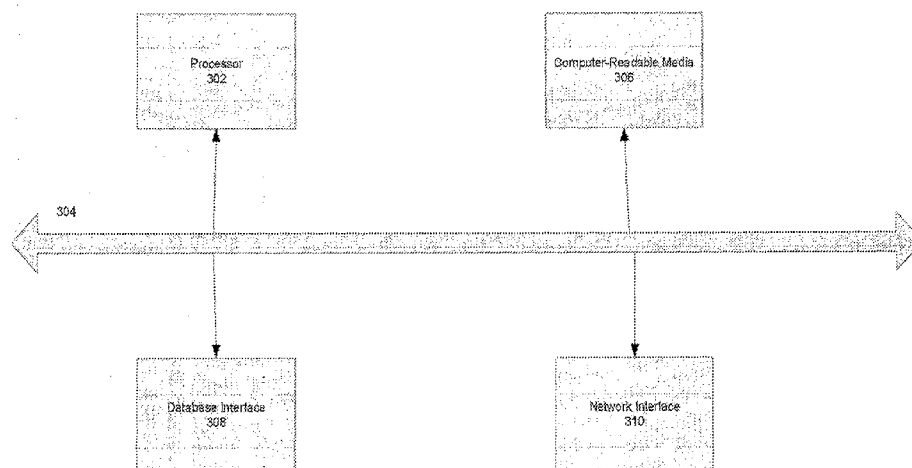 Processor
302
Computer-Readable Media
306
304
Database Interface
308
Network Interface
310